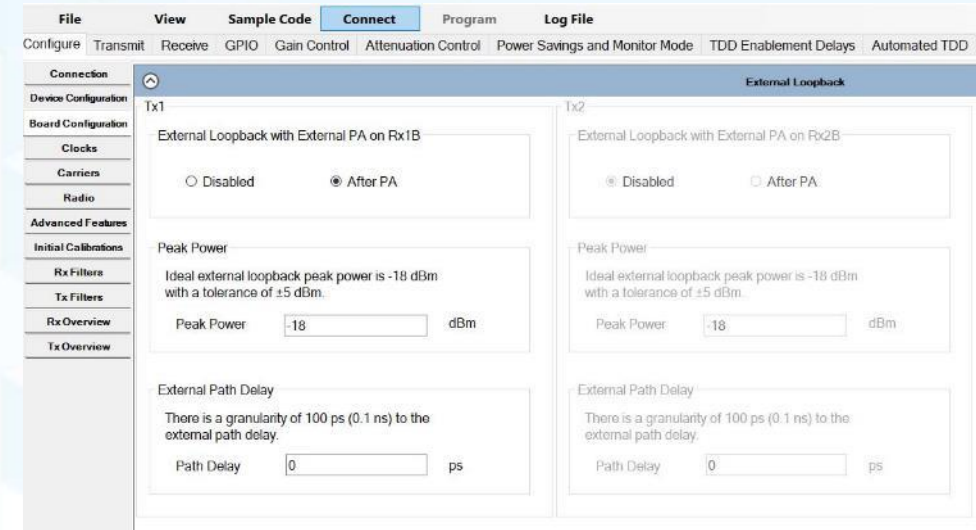 File View Sample Code Connect Program Log File
Configure Transmit Receive GPIO Gain Control Attenuation Control Power Savings and Monitor Mode TDD Enablement Delays Automated TDD
Connection
Device Configuration
Board Configuration
Clocks
Carriers
Radio
Advanced Features
Initial Calibrations
Rx Filters
Tx Filters
Rx Overview
Tx Overview
External Loopback
Tx1
External Loopback with External PA on Rx1B
Disabled After PA
Peak Power
Ideal external loopback peak power is -18 dBm
with a tolerance of ±5 dBm.
Peak Power -18 dBm
External Path Delay
There is a granularity of 100 ps (0.1 ns) to the
external path delay.
Path Delay 0 ps
Tx2
External Loopback with External PA on Rx2B
Disabled After PA
Peak Power
Ideal external loopback peak power is -18 dBm
with a tolerance of ±5 dBm.
Peak Power -18 dBm
External Path Delay
There is a granularity of 100 ps (0.1 ns) to the
external path delay.
Path Delay 0 ps